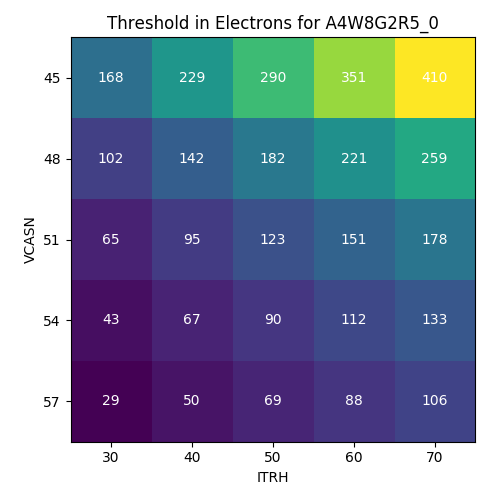 Threshold in Electrons for A4W8G2R5_0
45 168 229 290 351 410
48 102 142 182 221 259
VCASN
51 65 95 123 151 178
54 43 67 90 112 133
57 29 50 69 88 106
30 40 50 60 70
ITRH